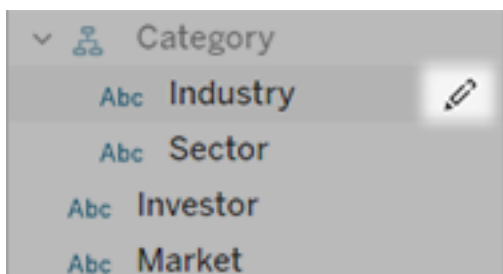 Category
Abc Industry
Abc Sector
Abc Investor
Abc Market